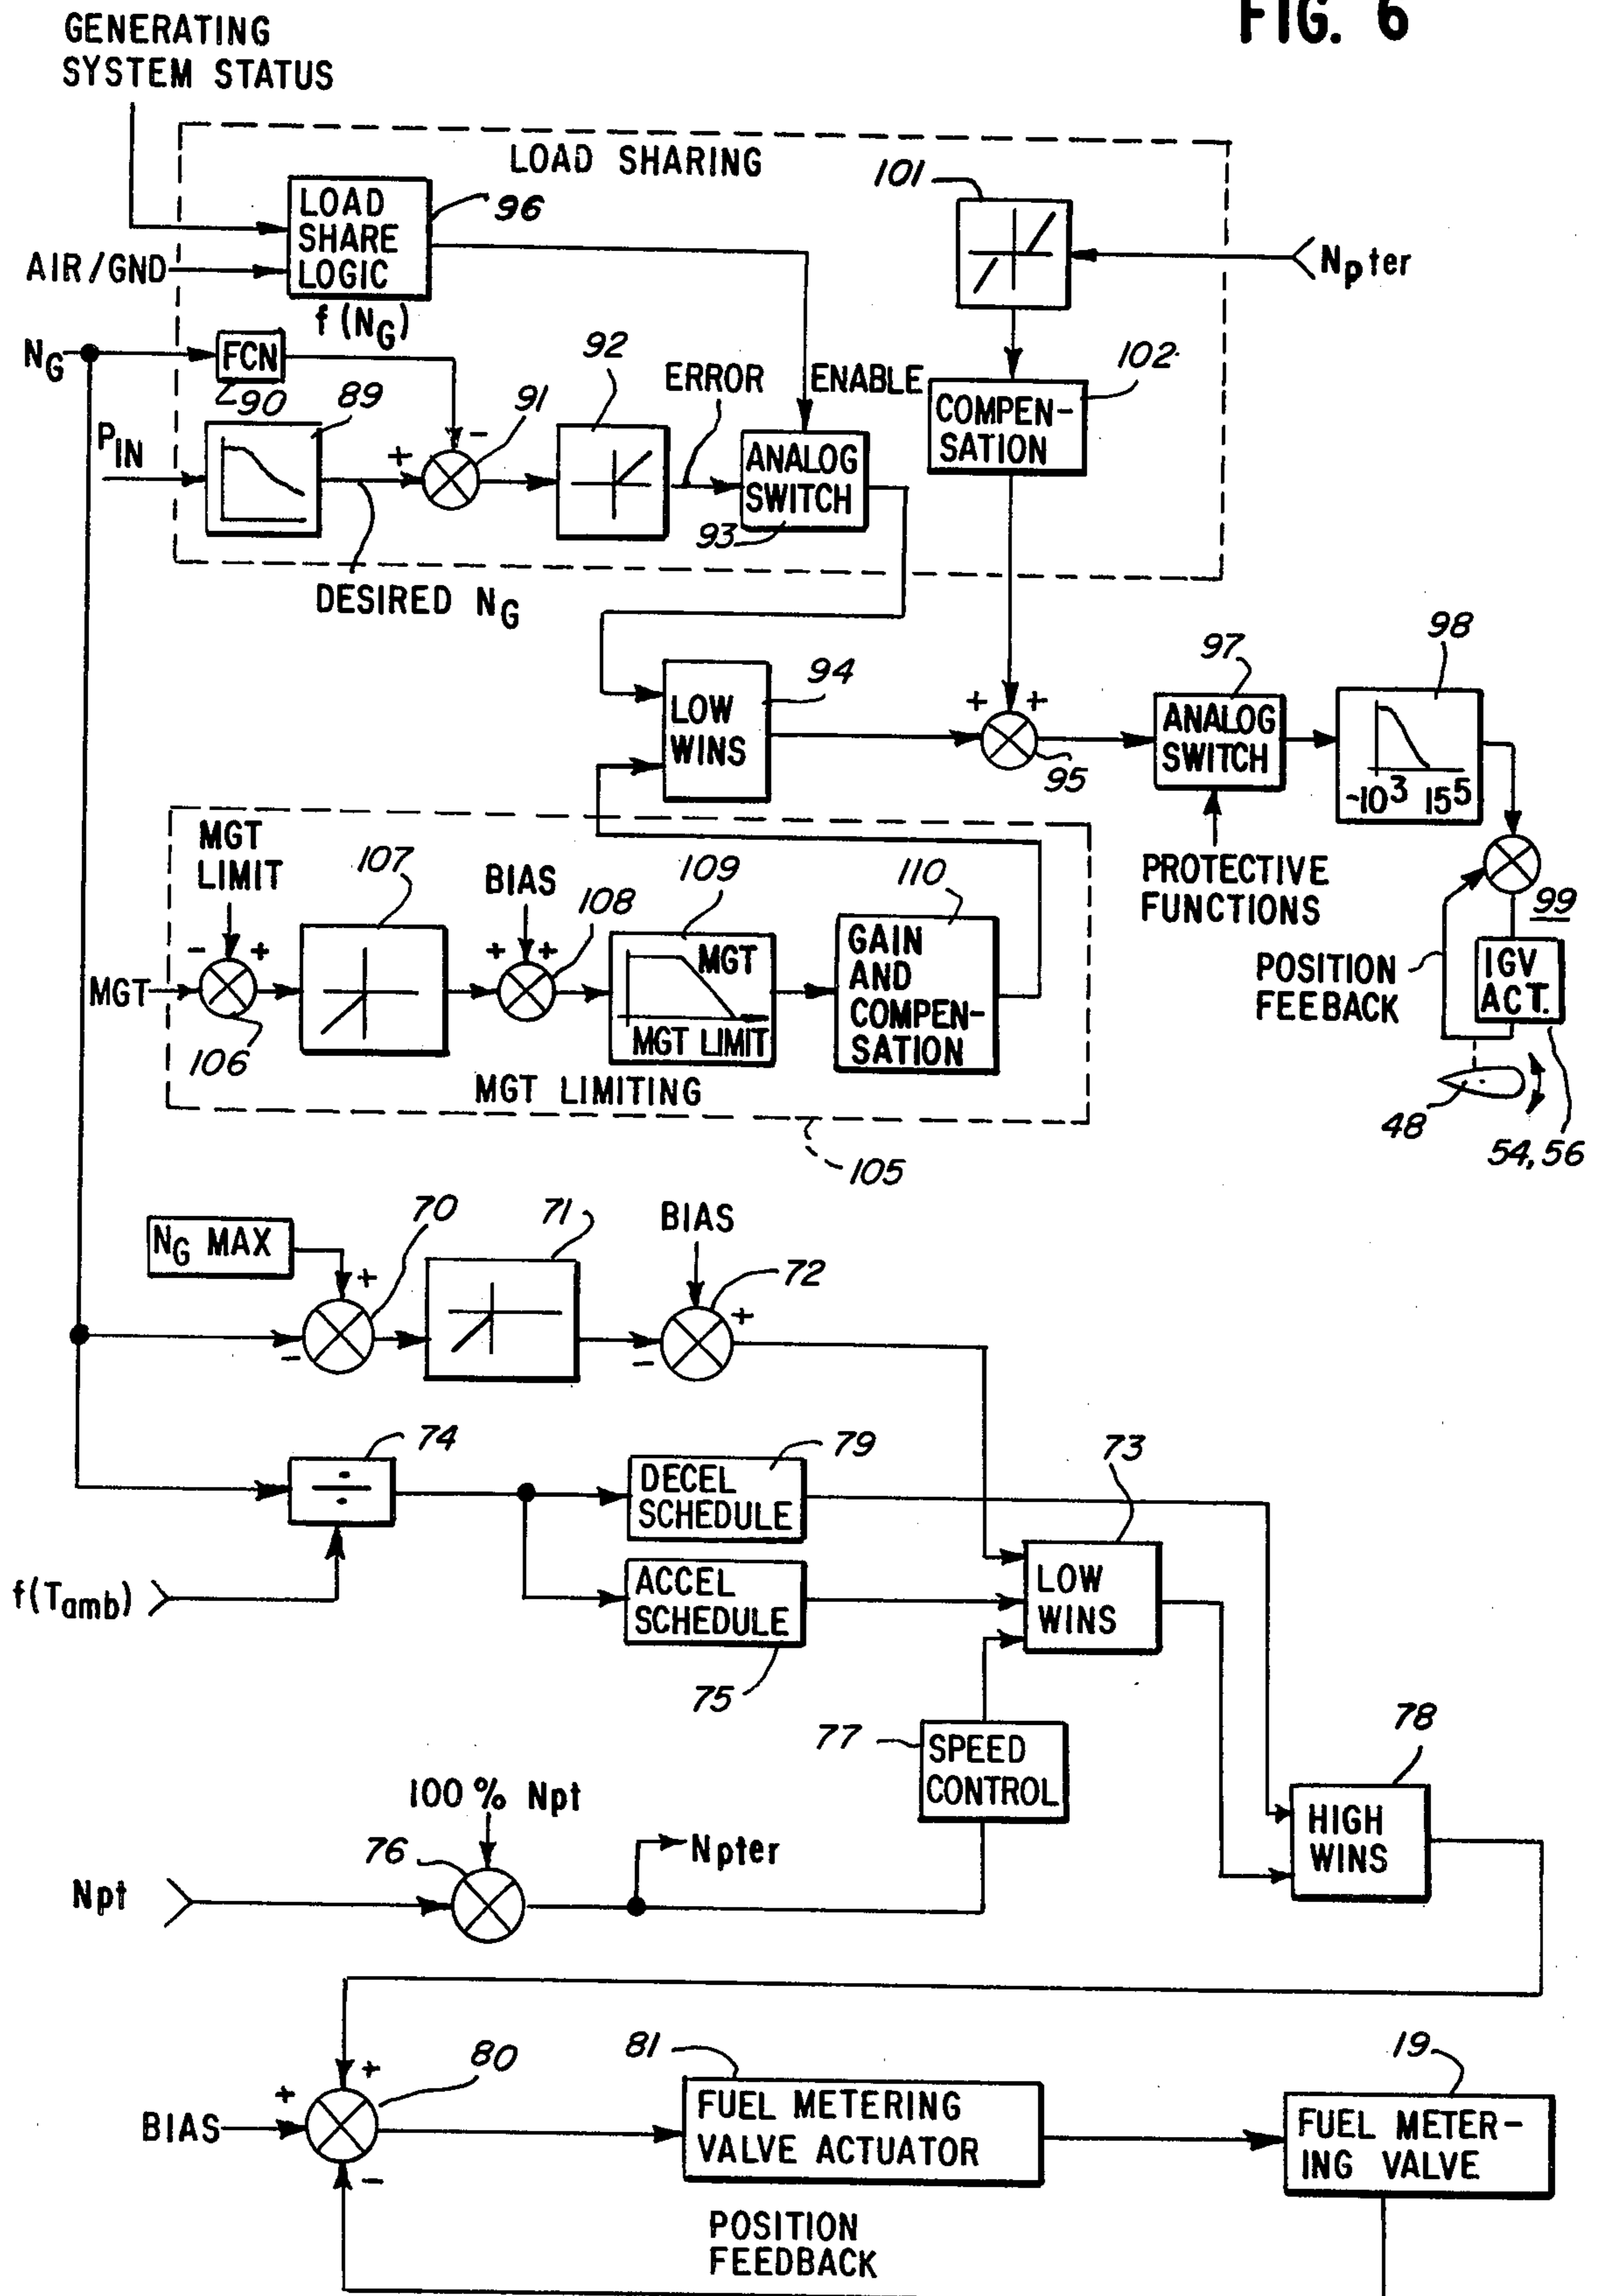 FIG. 6
GENERATING
SYSTEM STATUS
LOAD SHARING
LOAD
SHARE
LOGIC
96
101
AIR/GND
Npter
f(NG)
NG
FCN
90
92
ERROR
ENABLE
102
COMPEN-
SATION
PIN
89
+
-
91
ANALOG
SWITCH
93
DESIRED NG
94
LOW
WINS
+ +
95
97
ANALOG
SWITCH
98
~10³ 15⁵
PROTECTIVE
FUNCTIONS
MGT
LIMIT
107
BIAS
108
109
110
- +
MGT
106
+ +
MGT
MGT LIMIT
GAIN
AND
COMPEN-
SATION
MGT LIMITING
105
99
POSITION
FEEBACK
IGV
ACT.
48
54, 56
NG MAX
70
+
-
71
BIAS
72
+
-
74
÷
79
DECEL
SCHEDULE
73
f(Tamb)
ACCEL
SCHEDULE
75
LOW
WINS
77
SPEED
CONTROL
78
HIGH
WINS
100% Npt
76
Npter
Npt
80
+
+
BIAS
-
81
FUEL METERING
VALVE ACTUATOR
19
FUEL METER-
ING VALVE
POSITION
FEEDBACK